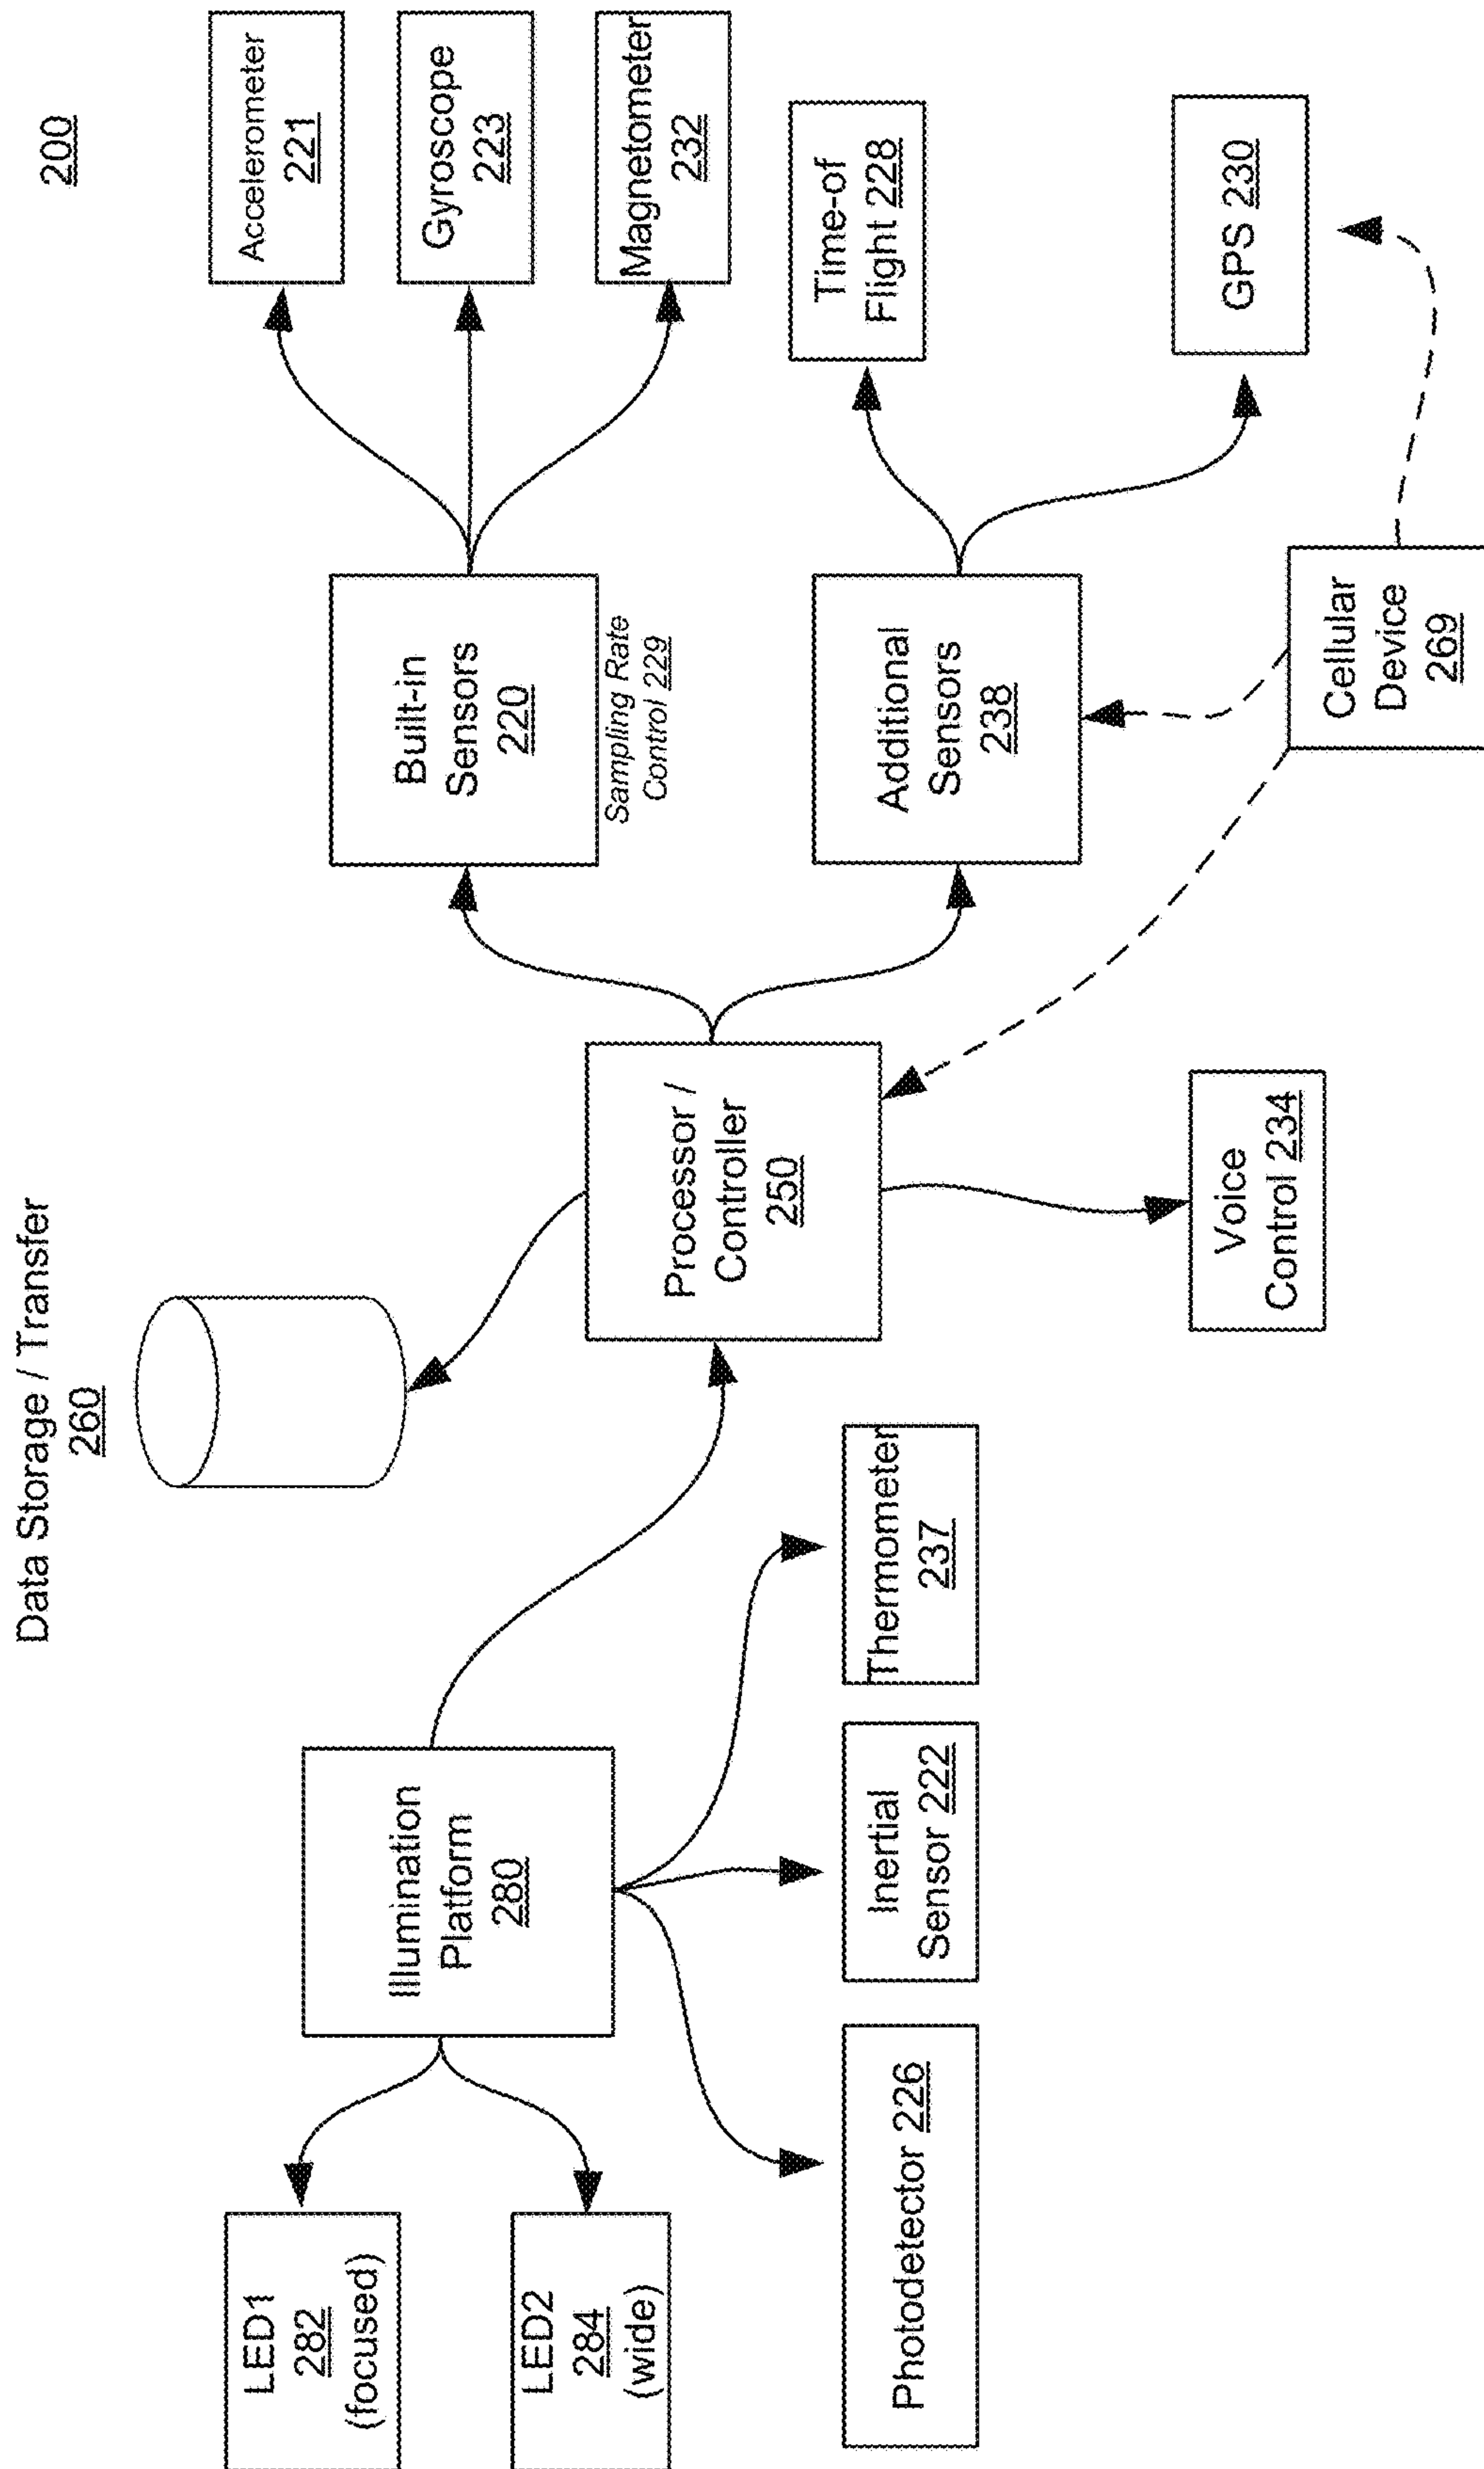 200
Data Storage / Transfer
260
LED1
282
(focused)
LED2
284
(wide)
Illumination
Platform
280
Photodetector 226
Inertial
Sensor 222
Thermometer
237
Processor /
Controller
250
Voice
Control 234
Built-in
Sensors
220
Sampling Rate
Control 229
Additional
Sensors
238
Cellular
Device
269
Accelerometer
221
Gyroscope
223
Magnetometer
232
Time-of
Flight 228
GPS 230